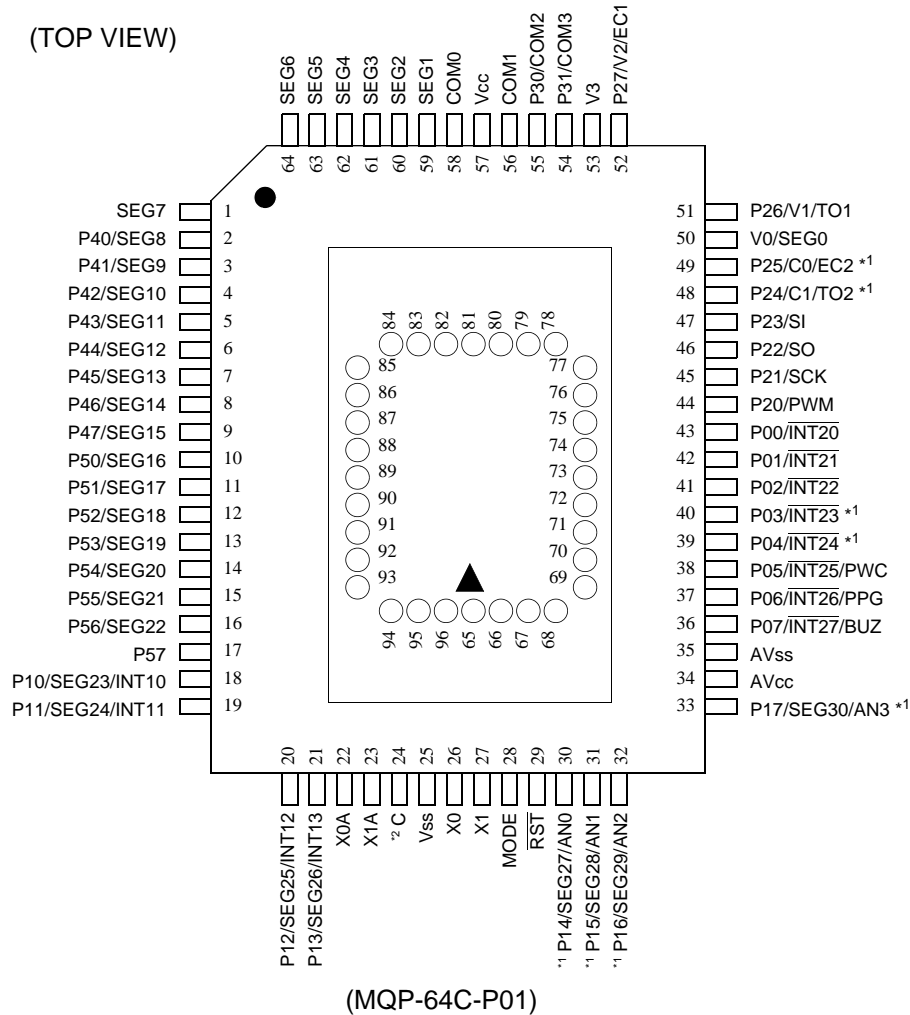 (TOP VIEW)
SEG6
SEG5
SEG4
SEG3
SEG2
SEG1
COM0
Vcc
COM1
P30/COM2
P31/COM3
V3
P27/V2/EC1
64
63
62
61
60
59
58
57
56
55
54
53
52
SEG7 1
P40/SEG8 2
P41/SEG9 3
P42/SEG10 4
P43/SEG11 5
P44/SEG12 6
P45/SEG13 7
P46/SEG14 8
P47/SEG15 9
P50/SEG16 10
P51/SEG17 11
P52/SEG18 12
P53/SEG19 13
P54/SEG20 14
P55/SEG21 15
P56/SEG22 16
P57 17
P10/SEG23/INT10 18
P11/SEG24/INT11 19
84
83
82
81
80
79
78
85
86
87
88
89
90
91
92
93
77
76
75
74
73
72
71
70
69
94
95
96
65
66
67
68
51 P26/V1/TO1
50 V0/SEG0
49 P25/C0/EC2 *1
48 P24/C1/TO2 *1
47 P23/SI
46 P22/SO
45 P21/SCK
44 P20/PWM
43 P00/INT20
42 P01/INT21
41 P02/INT22
40 P03/INT23 *1
39 P04/INT24 *1
38 P05/INT25/PWC
37 P06/INT26/PPG
36 P07/INT27/BUZ
35 AVss
34 AVcc
33 P17/SEG30/AN3 *1
20
21
22
23
24
25
26
27
28
29
30
31
32
P12/SEG25/INT12
P13/SEG26/INT13
X0A
X1A
*2 C
Vss
X0
X1
MODE
RST
*1 P14/SEG27/AN0
*1 P15/SEG28/AN1
*1 P16/SEG29/AN2
(MQP-64C-P01)